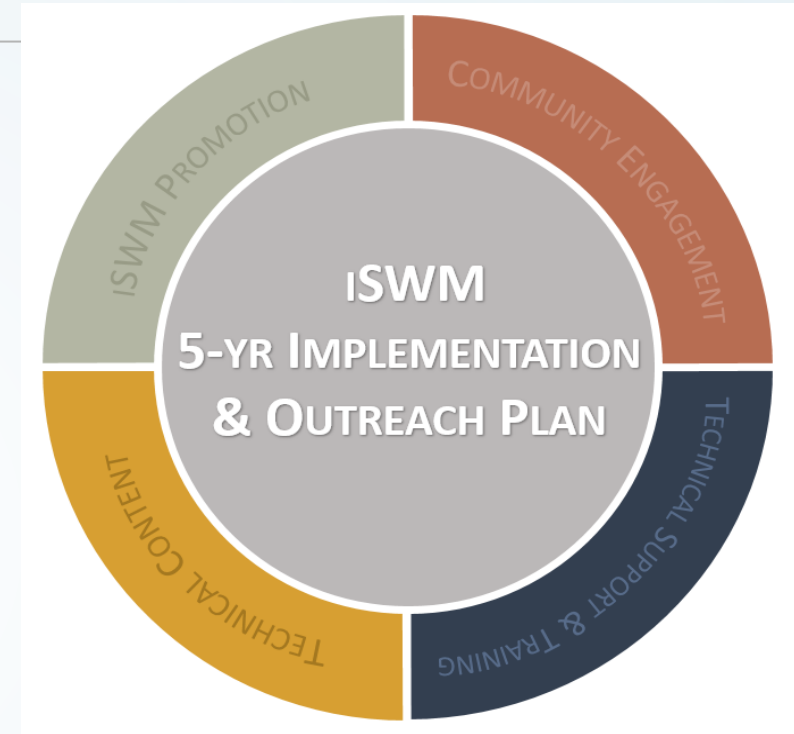 iSWM PROMOTION
COMMUNITY ENGAGEMENT
iSWM
5-YR IMPLEMENTATION
& OUTREACH PLAN
TECHNICAL CONTENT
TECHNICAL SUPPORT & TRAINING